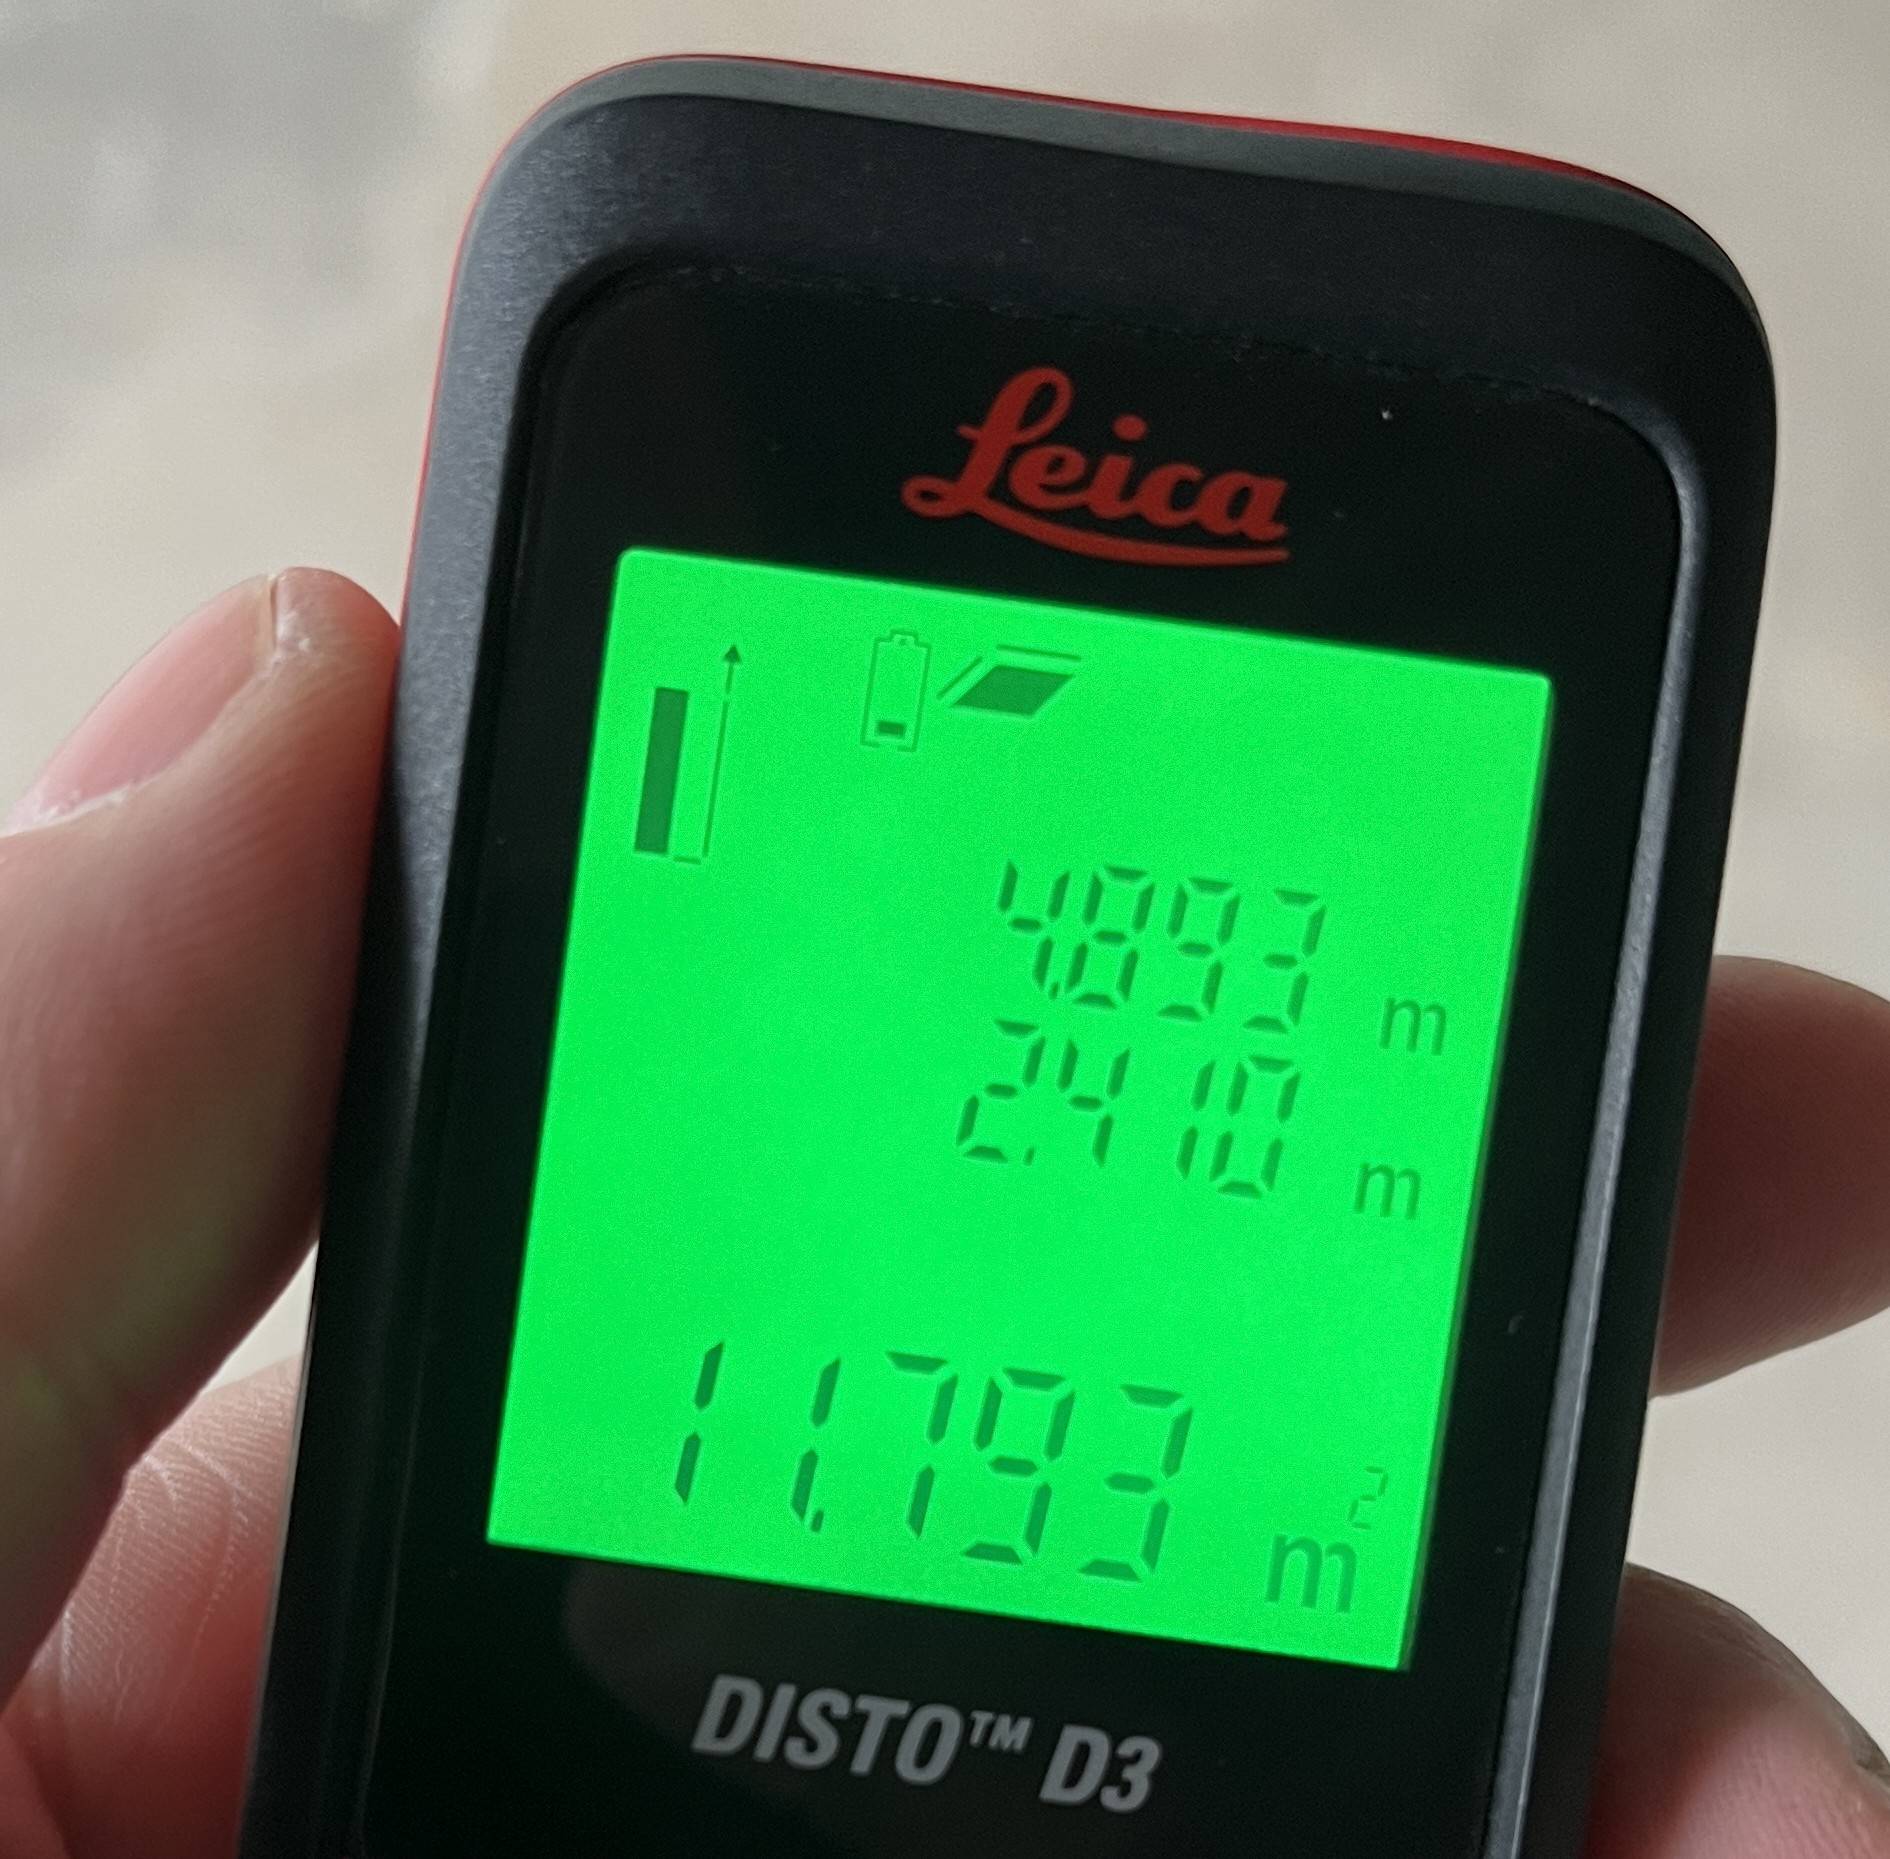 Leica
4.893 m
2.410 m
11.793 m²
DISTO™ D3